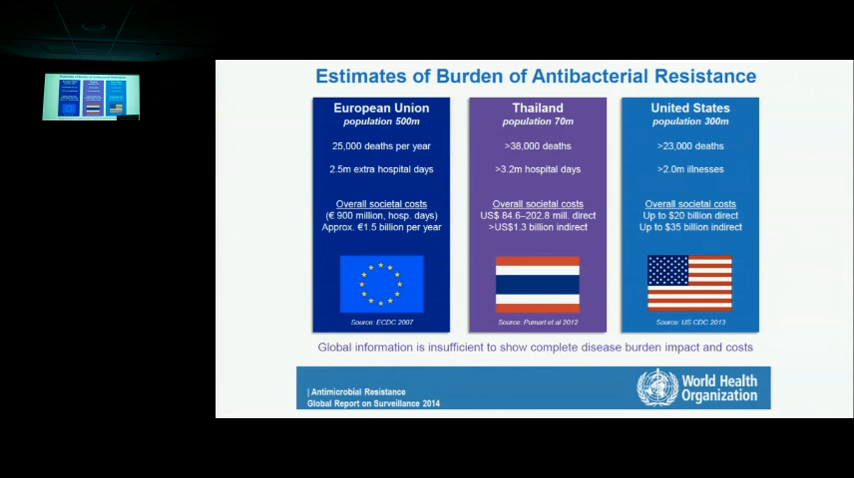 Estimates of Burden of Antibacterial Resistance
European Union
population 500m
25,000 deaths per year
2.5m extra hospital days
Overall societal costs
(€ 900 million, hosp. days)
Approx. €1.5 billion per year
Source: ECDC 2007
Thailand
population 70m
>38,000 deaths
>3.2m hospital days
Overall societal costs
US$ 84.6–202.8 mill. direct
>US$1.3 billion indirect
Source: Pumart et al 2012
United States
population 300m
>23,000 deaths
>2.0m illnesses
Overall societal costs
Up to $20 billion direct
Up to $35 billion indirect
Source: US CDC 2013
Global information is insufficient to show complete disease burden impact and costs
| Antimicrobial Resistance
Global Report on Surveillance 2014
World Health
Organization